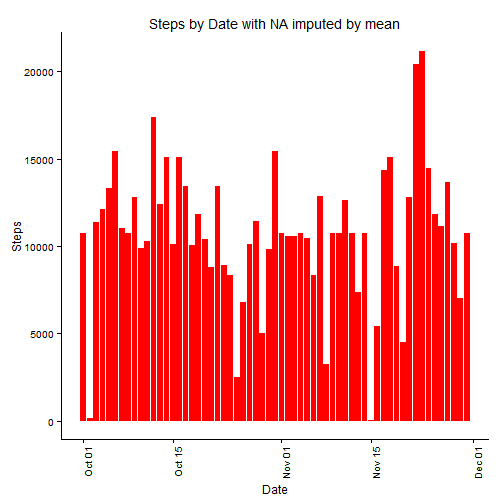 Steps by Date with NA imputed by mean
20000
15000
10000
5000
0
Steps
Oct 01
Oct 15
Nov 01
Nov 15
Dec 01
Date